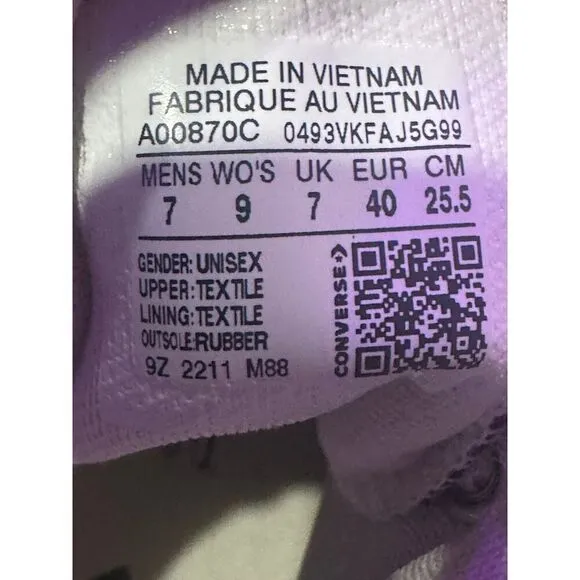 MADE IN VIETNAM
FABRIQUE AU VIETNAM
A00870C 0493VKFAJ5G99
MENS WO'S UK EUR CM
7 9 7 40 25.5
GENDER: UNISEX
UPPER: TEXTILE
LINING: TEXTILE
OUTSOLE: RUBBER
9Z 2211 M88
CONVERSE